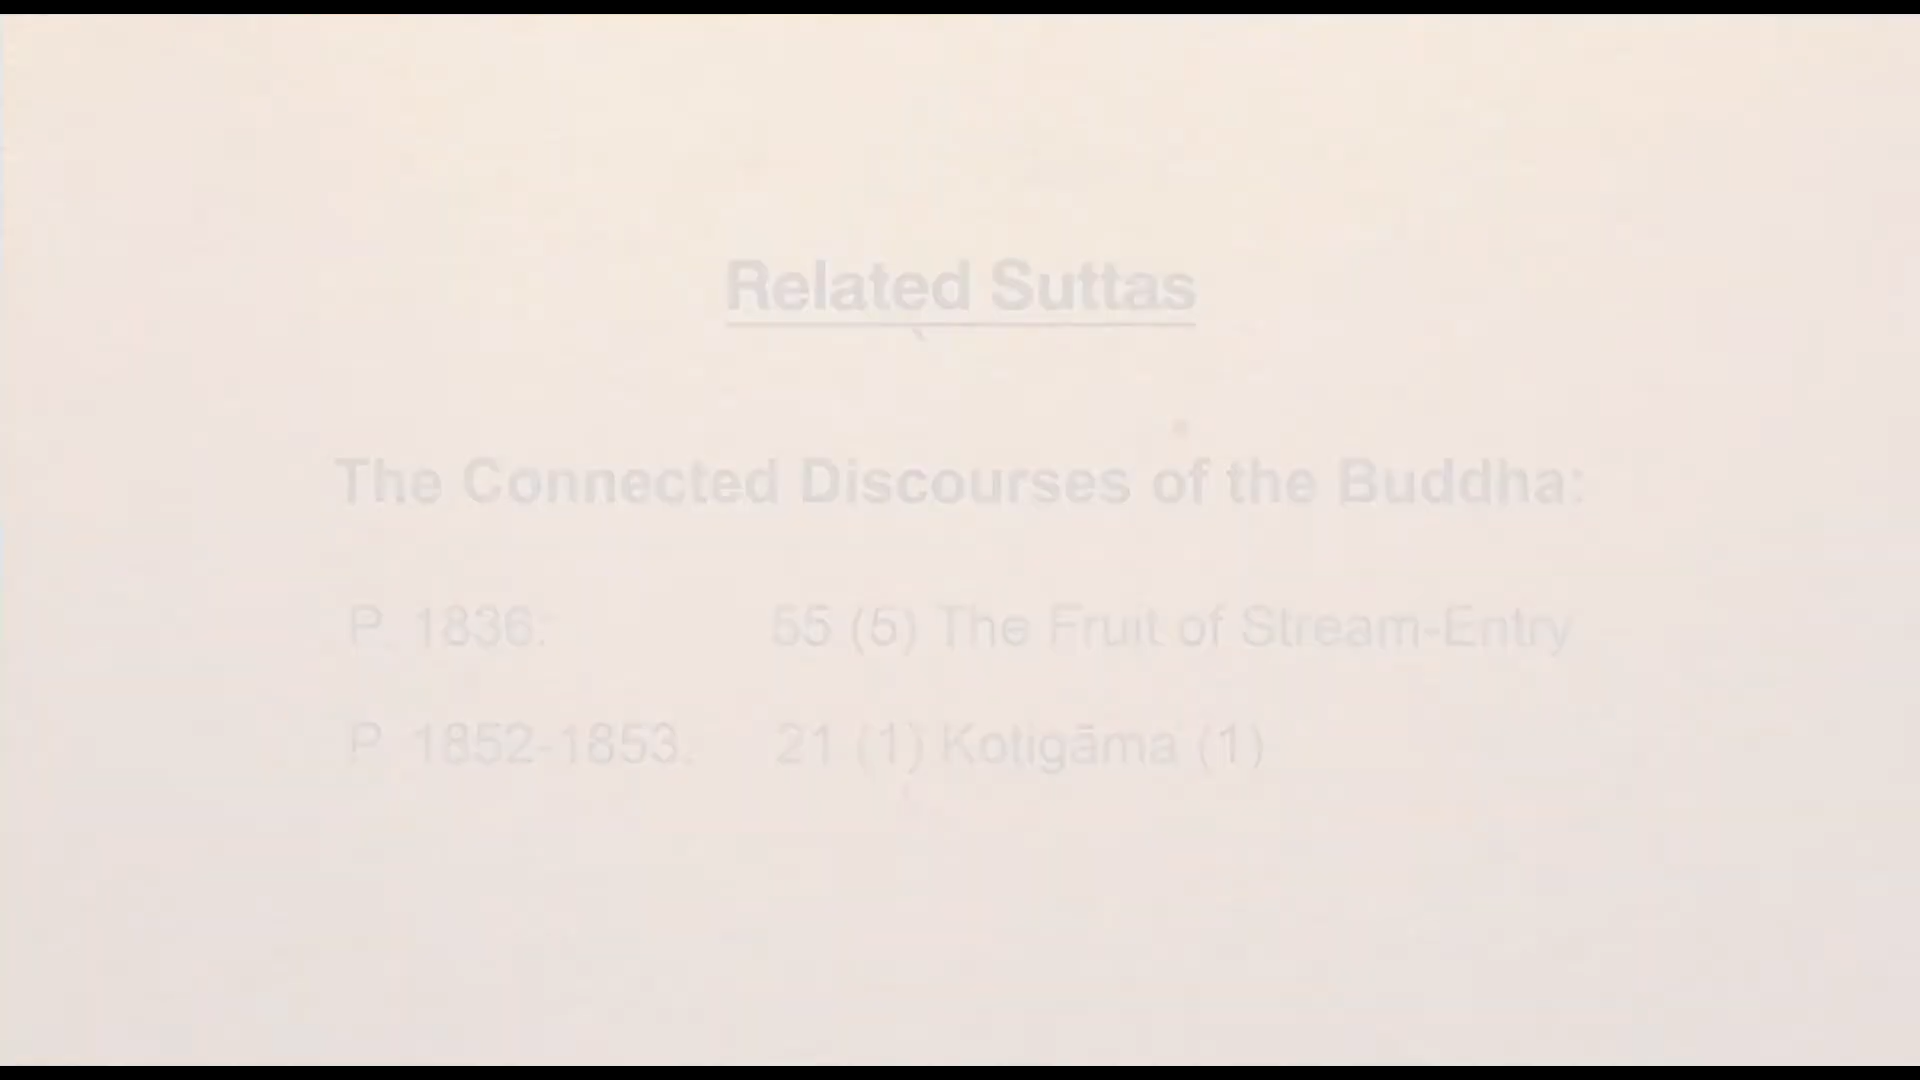 Related Suttas
The Connected Discourses of the Buddha:
P. 1836. 55 (5) The Fruit of Stream-Entry
P. 1852-1853. 21 (1) Koṭigāma (1)